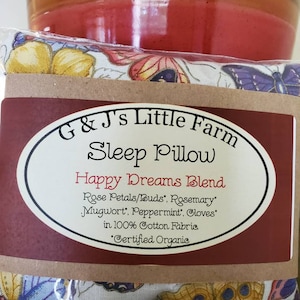 G & J's Little Farm
Sleep Pillow
Happy Dreams Blend
Rose Petals/Buds*, Rosemary*
Mugwort*, Peppermint*, Cloves*
in 100% Cotton Fabric
*Certified Organic